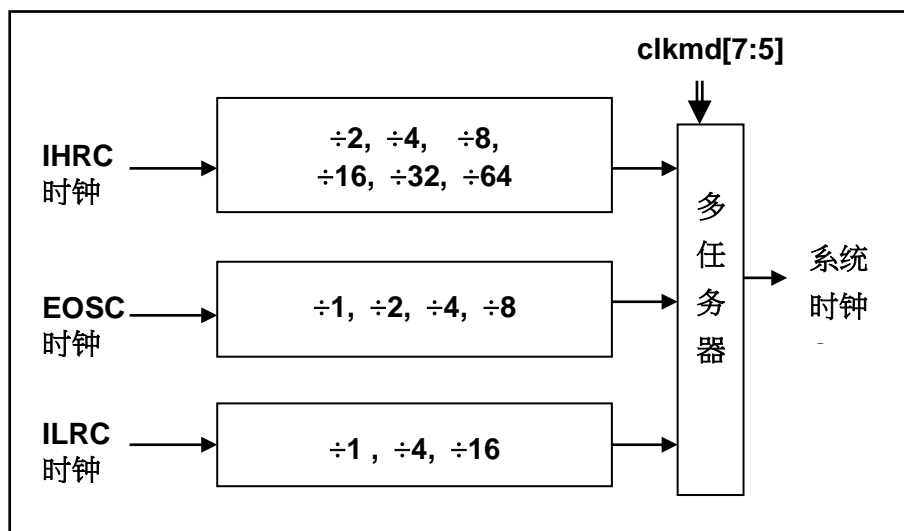 clkmd[7:5]
IHRC
时钟
÷2, ÷4, ÷8,
÷16, ÷32, ÷64
EOSC
时钟
÷1, ÷2, ÷4, ÷8
ILRC
时钟
÷1 , ÷4, ÷16
多
任
务
器
系统
时钟